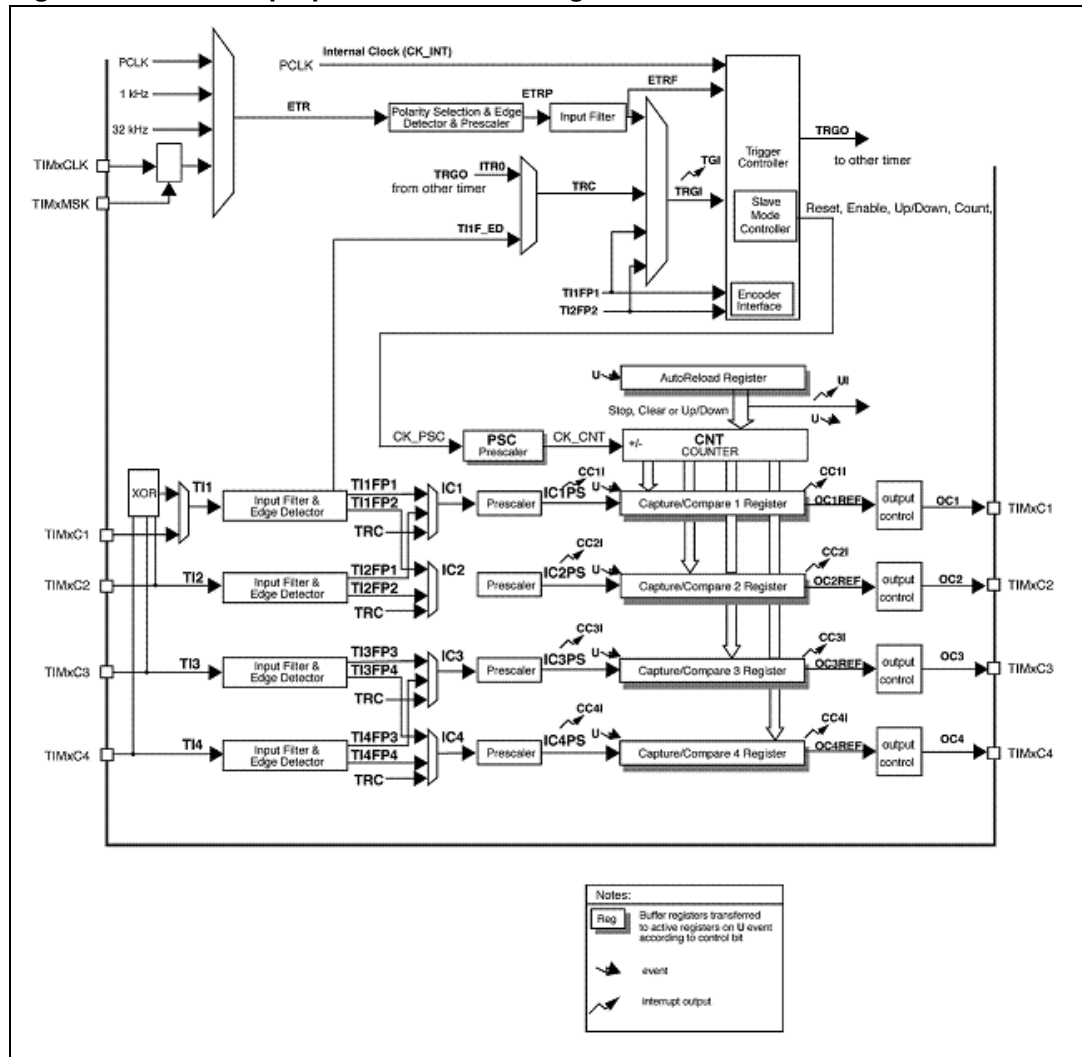 Internal Clock (CK_INT)
PCLK
PCLK
1 kHz
32 kHz
TIMxCLK
TIMxMSK
ETR
Polarity Selection & Edge
Detector & Prescaler
ETRP
Input Filter
ETRF
TRGO
from other timer
ITR0
TI1F_ED
TRC
TGI
TRGI
Trigger
Controller
TRGO
to other timer
Slave
Mode
Controller
Reset, Enable, Up/Down, Count,
TI1FP1
TI2FP2
Encoder
Interface
U
AutoReload Register
UI
Stop, Clear or Up/Down
U
CK_PSC
PSC
Prescaler
CK_CNT
+/-
CNT
COUNTER
XOR
TI1
TIMxC1
Input Filter &
Edge Detector
TI1FP1
TI1FP2
TRC
IC1
Prescaler
IC1PS
CC1I
U
Capture/Compare 1 Register
CC1I
OC1REF
output
control
OC1
TIMxC1
TIMxC2
TI2
Input Filter &
Edge Detector
TI2FP1
TI2FP2
TRC
IC2
Prescaler
IC2PS
CC2I
U
Capture/Compare 2 Register
CC2I
OC2REF
output
control
OC2
TIMxC2
TIMxC3
TI3
Input Filter &
Edge Detector
TI3FP3
TI3FP4
TRC
IC3
Prescaler
IC3PS
CC3I
U
Capture/Compare 3 Register
CC3I
OC3REF
output
control
OC3
TIMxC3
TIMxC4
TI4
Input Filter &
Edge Detector
TI4FP3
TI4FP4
TRC
IC4
Prescaler
IC4PS
CC4I
U
Capture/Compare 4 Register
CC4I
OC4REF
output
control
OC4
TIMxC4
Notes:
Reg
Buffer registers transferred
to active registers on U event
according to control bit
event
interrupt output